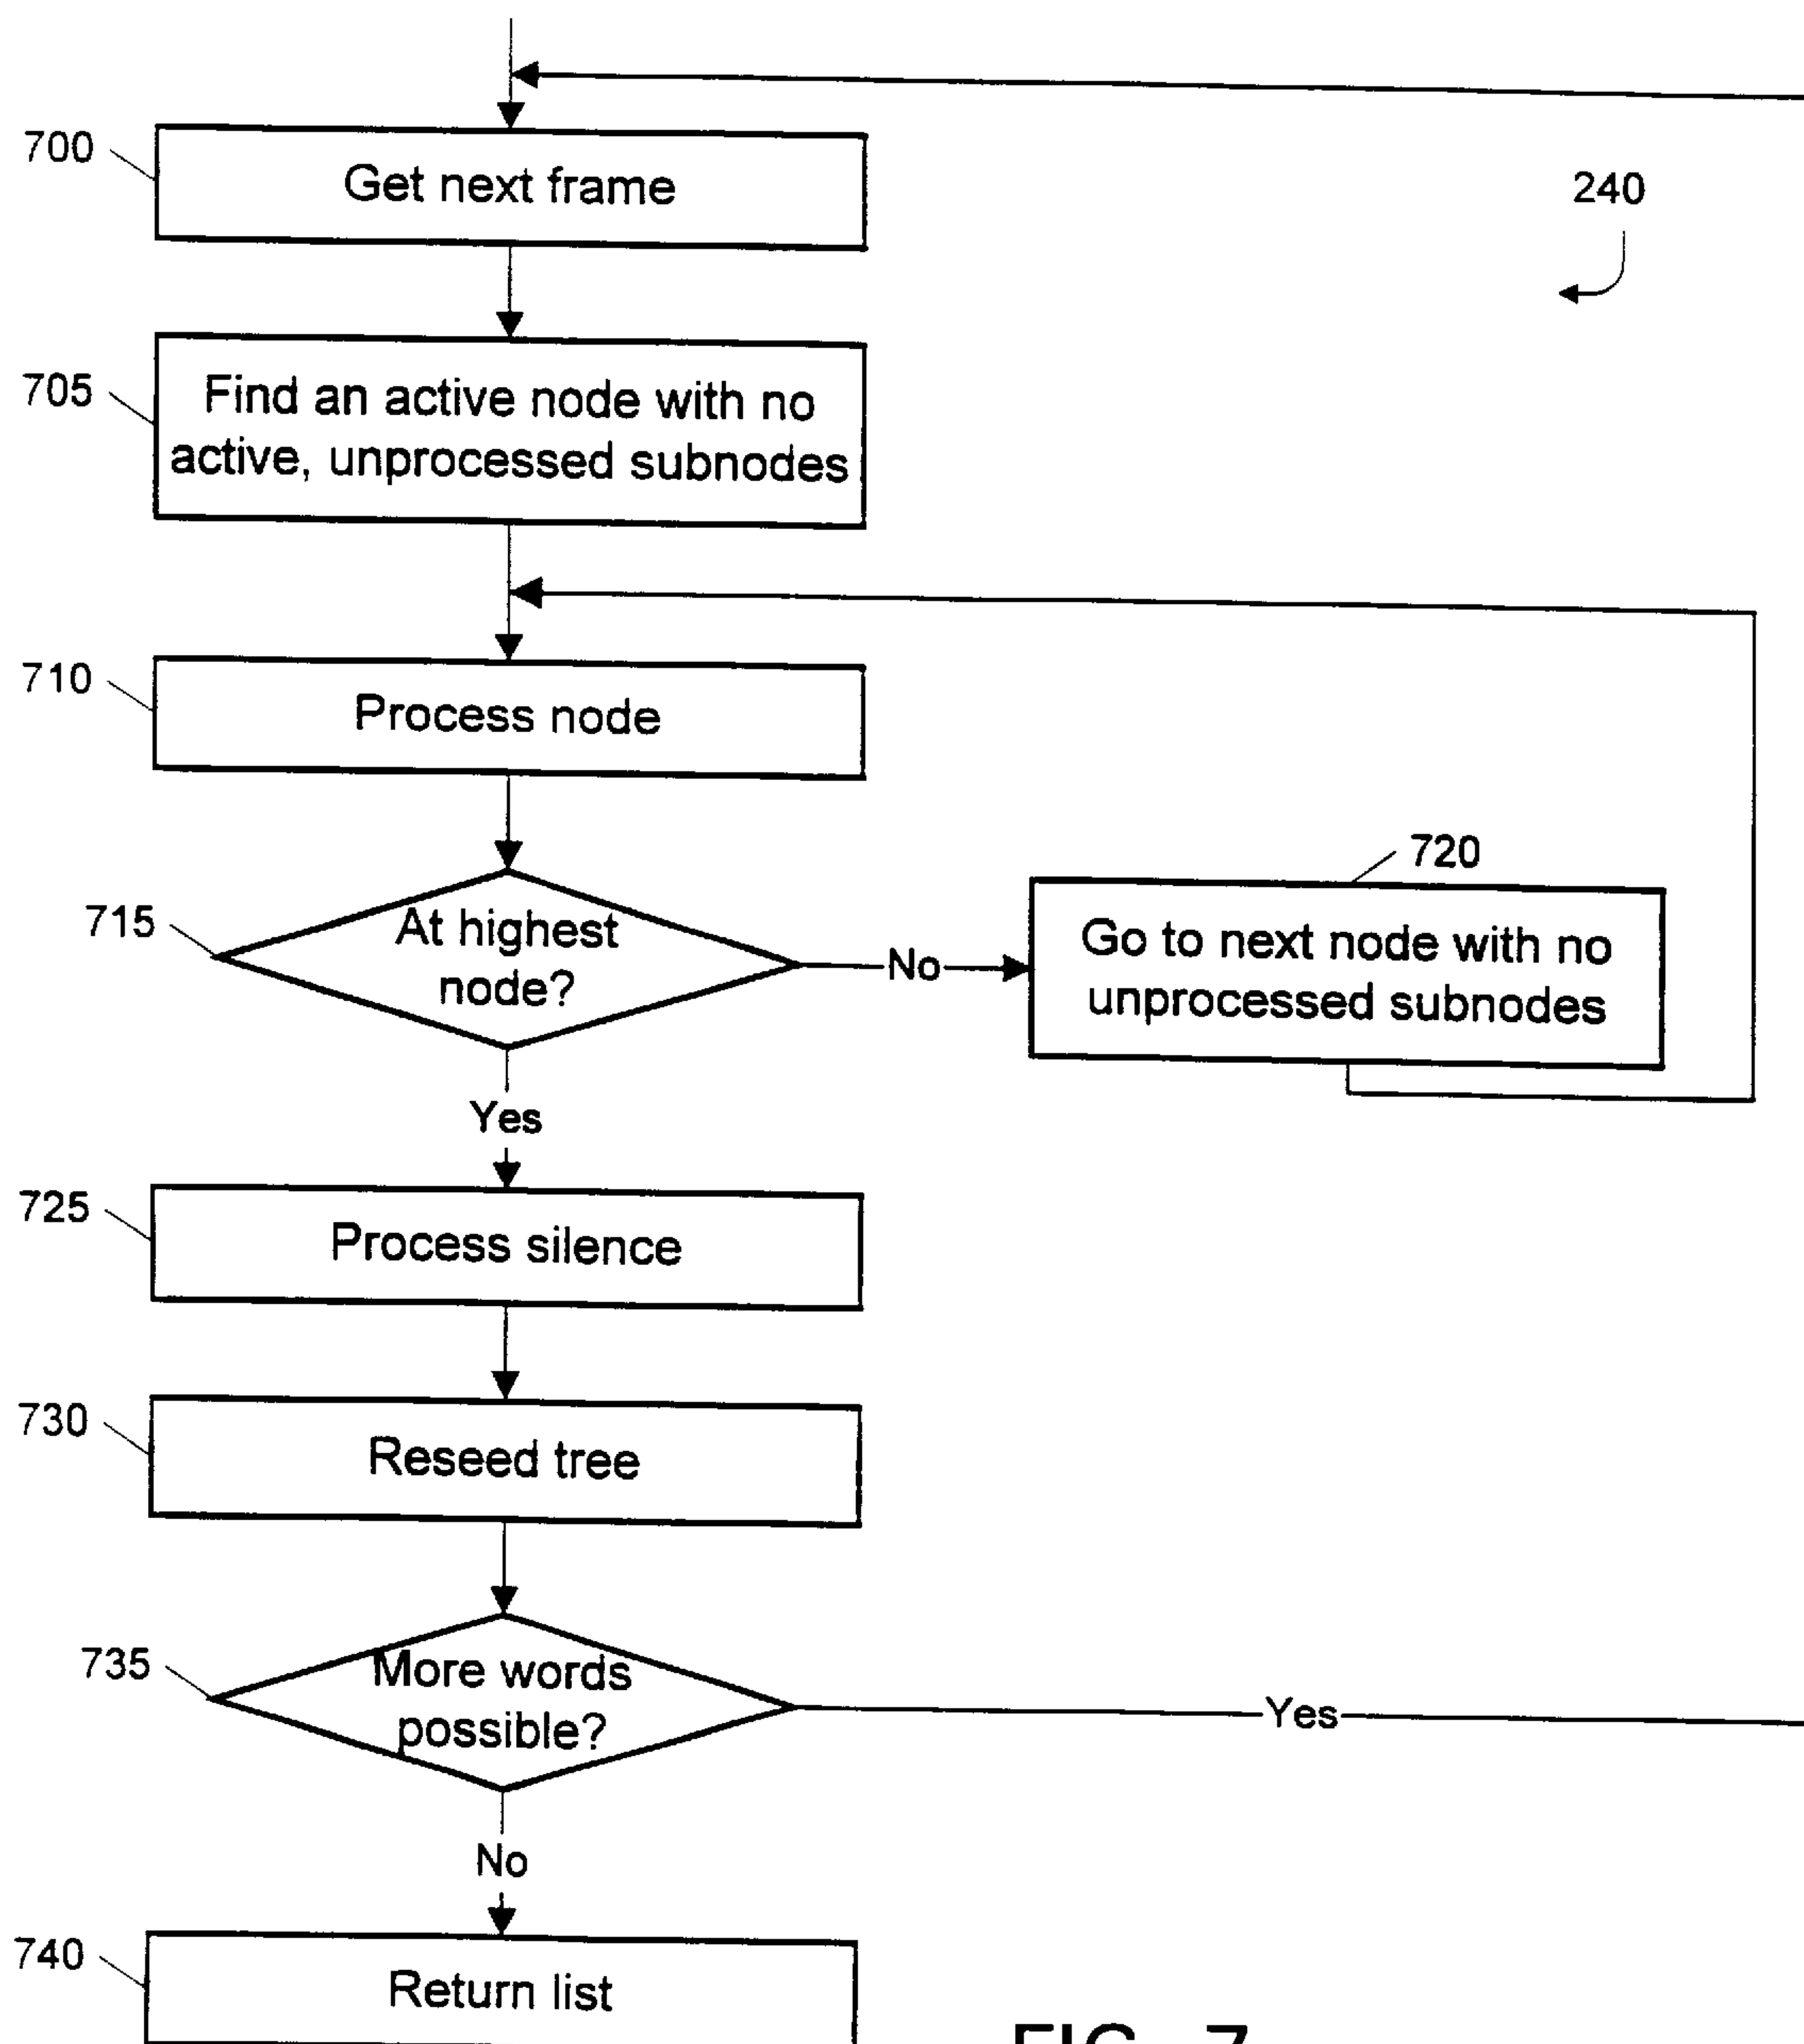 700
Get next frame
240
705
Find an active node with no
active, unprocessed subnodes
710
Process node
720
715
At highest
node?
No
Go to next node with no
unprocessed subnodes
Yes
725
Process silence
730
Reseed tree
735
More words
possible?
Yes
No
740
Return list
FIG. 7